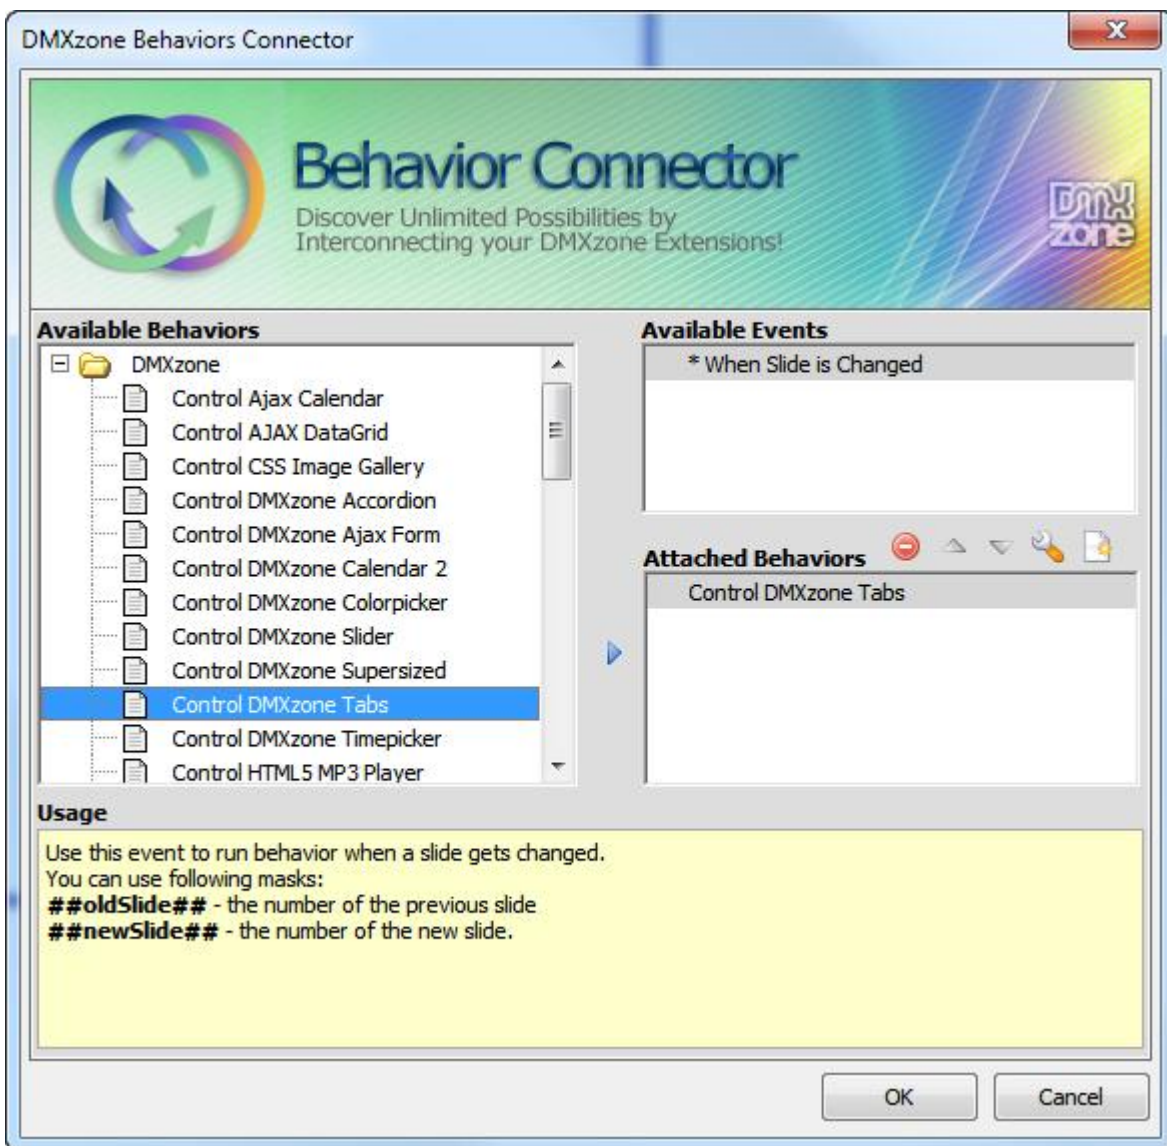 DMXzone Behaviors Connector
Behavior Connector
Discover Unlimited Possibilities by
Interconnecting your DMXzone Extensions!
DMX
zone
Available Behaviors
DMXzone
Control Ajax Calendar
Control AJAX DataGrid
Control CSS Image Gallery
Control DMXzone Accordion
Control DMXzone Ajax Form
Control DMXzone Calendar 2
Control DMXzone Colorpicker
Control DMXzone Slider
Control DMXzone Supersized
Control DMXzone Tabs
Control DMXzone Timepicker
Control HTML5 MP3 Player
Available Events
* When Slide is Changed
Attached Behaviors
Control DMXzone Tabs
Usage
Use this event to run behavior when a slide gets changed.
You can use following masks:
##oldSlide## - the number of the previous slide
##newSlide## - the number of the new slide.
OK
Cancel